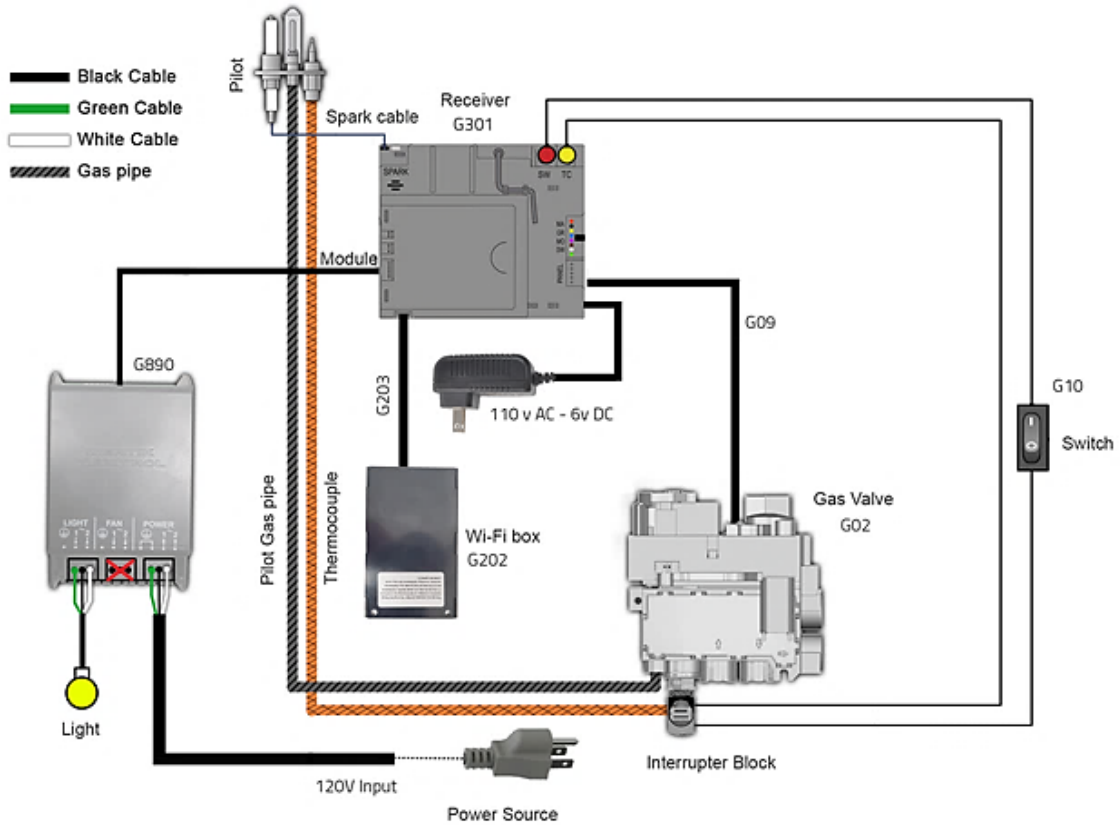 Black Cable
Green Cable
White Cable
Gas pipe
Pilot
Spark cable
Receiver
G301
SPARK
SW TC
PANEL
Module
G09
G890
G203
110 v AC - 6v DC
G10
Switch
Pilot Gas pipe
Thermocouple
Wi-Fi box
G202
Gas Valve
G02
LIGHT FAN POWER
Light
120V Input
Power Source
Interrupter Block